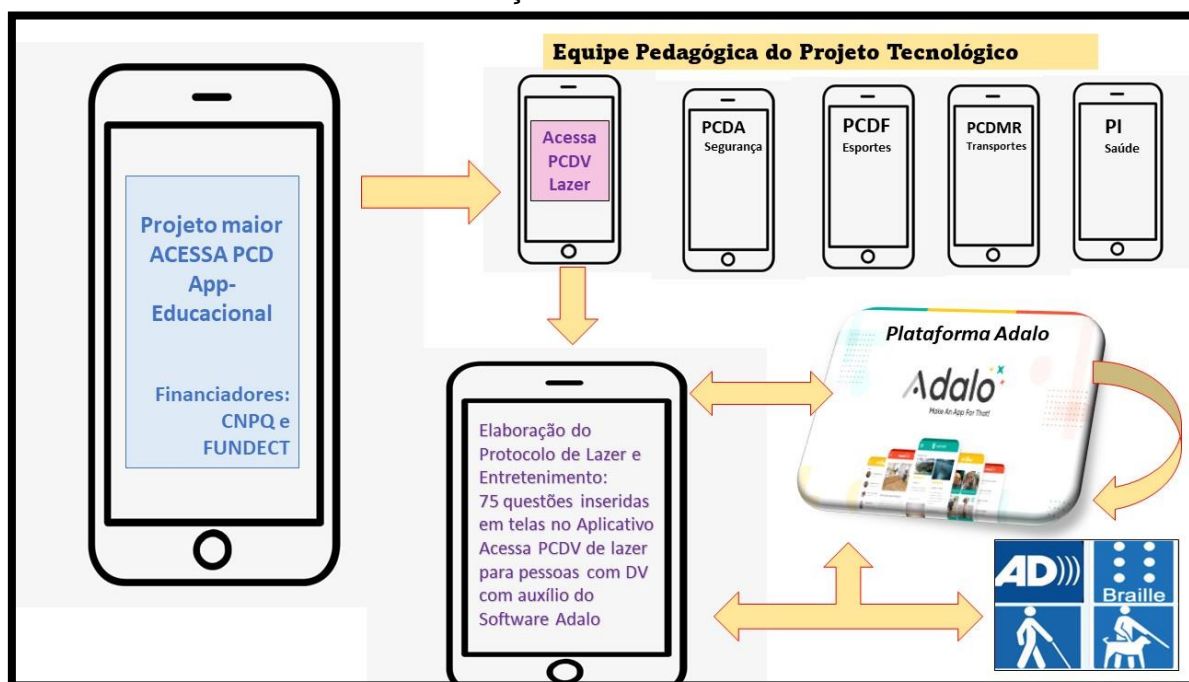 Equipe Pedagógica do Projeto Tecnológico
Projeto maior
ACESSA PCD
App-
Educacional
Financiadores:
CNPQ e
FUNDECT
Acessa
PCDV
Lazer
PCDA
Segurança
PCDF
Esportes
PCDMR
Transportes
PI
Saúde
Elaboração do
Protocolo de Lazer e
Entretenimento:
75 questões inseridas
em telas no Aplicativo
Acessa PCDV de lazer
para pessoas com DV
com auxílio do
Software Adalo
Plataforma Adalo
Adalo
Make An App For That!
AD
Braille